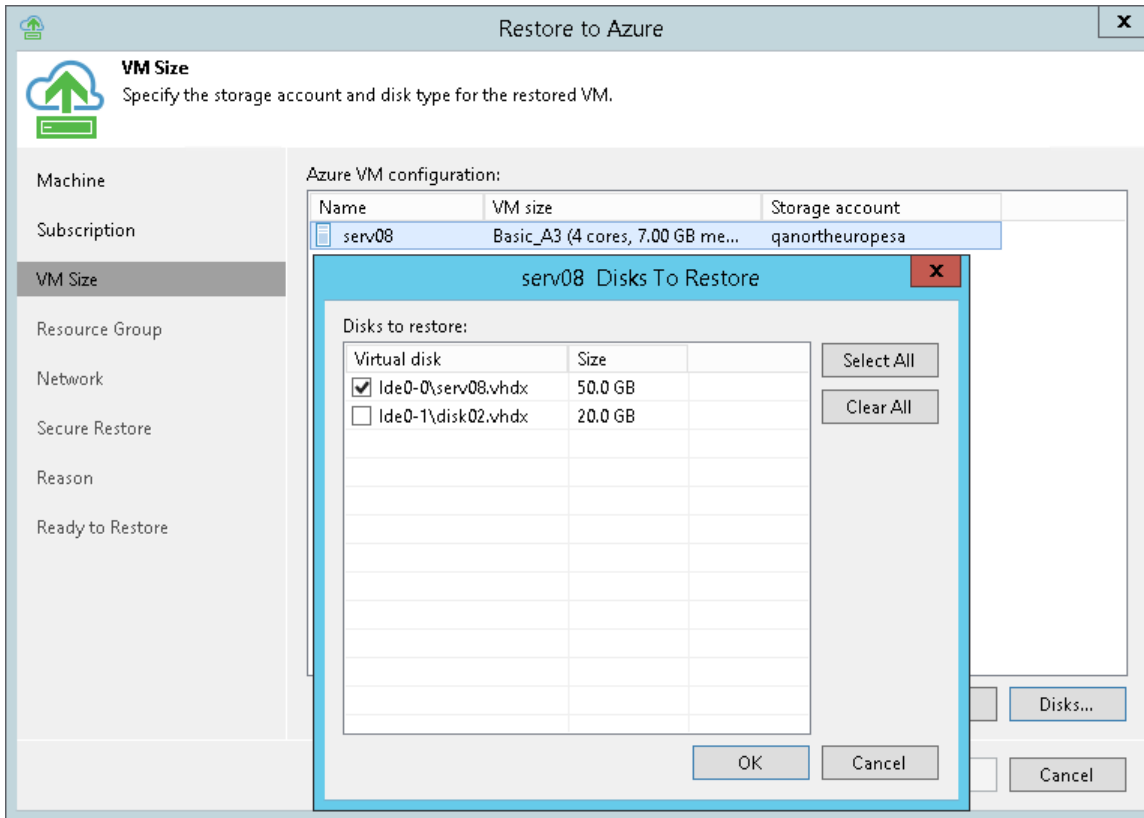 Restore to Azure
x
VM Size
Specify the storage account and disk type for the restored VM.
Machine
Subscription
VM Size
Resource Group
Network
Secure Restore
Reason
Ready to Restore
Azure VM configuration:
Name VM size Storage account
serv08 Basic_A3 (4 cores, 7.00 GB me... qanortheuropesa
serv08 Disks To Restore
x
Disks to restore:
Virtual disk Size
Ide0-0\serv08.vhdx 50.0 GB
Ide0-1\disk02.vhdx 20.0 GB
Select All
Clear All
OK Cancel
Disks...
Cancel